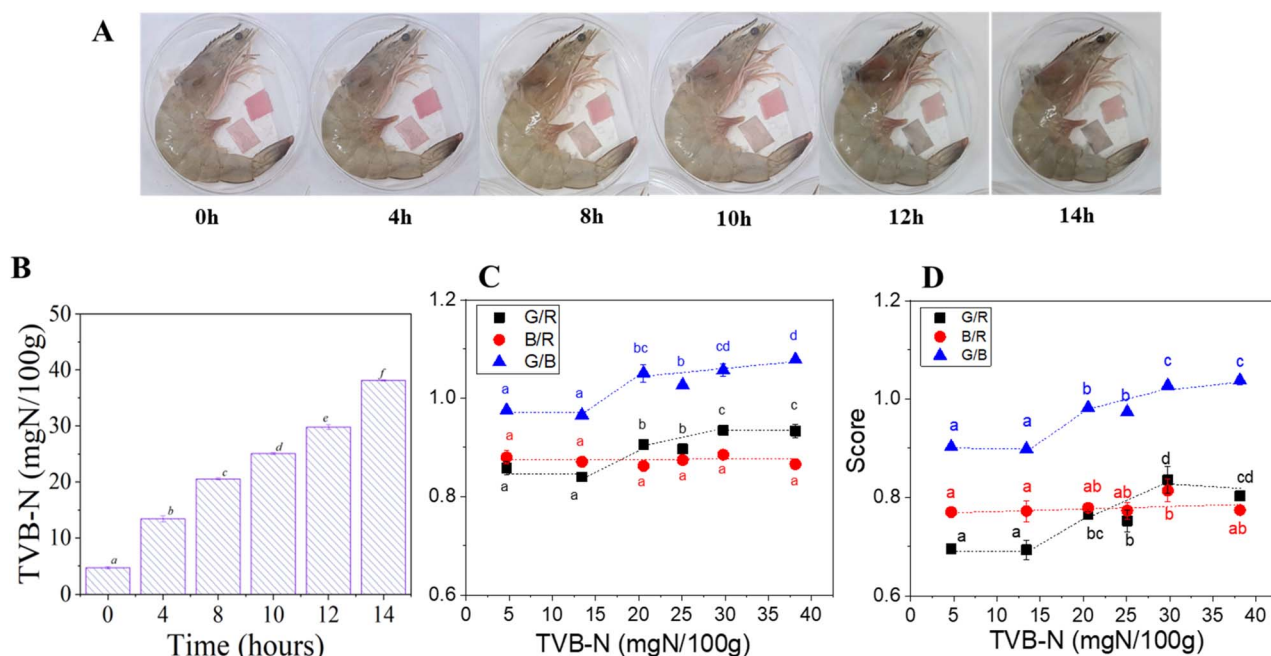 A
0h 4h 8h 10h 12h 14h
B
TVB-N (mgN/100g)
50
40
30
20
10
0
a b c d e f
0 4 8 10 12 14
Time (hours)
C
1.2
1.0
0.8
0.6
G/R
B/R
G/B
a a bc b cd d
a a b b c c
a a a a a a
0 5 10 15 20 25 30 35 40
TVB-N (mgN/100g)
D
Score
1.2
1.0
0.8
0.6
G/R
B/R
G/B
a a b b c c
a a ab ab b ab
a a bc b d cd
0 5 10 15 20 25 30 35 40
TVB-N (mgN/100g)